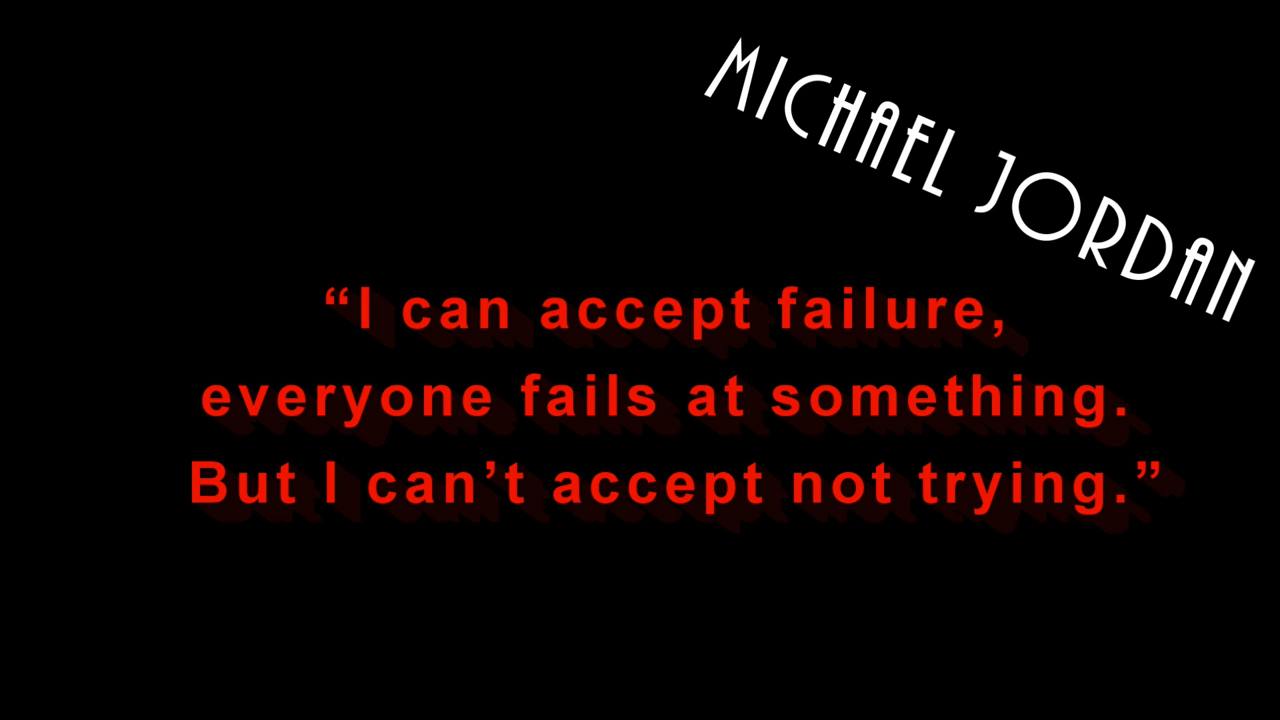 MICHAEL JORDAN
“I can accept failure,
everyone fails at something.
But I can’t accept not trying.”